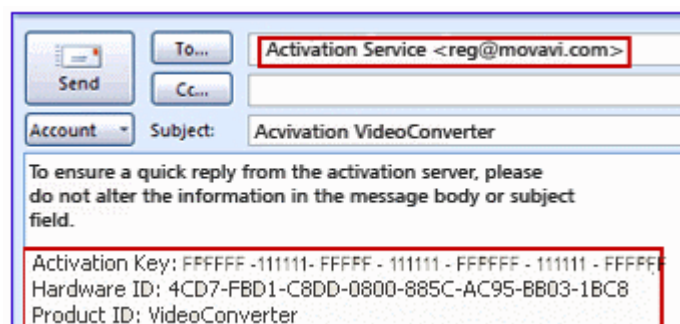 To...
Activation Service <reg@movavi.com>
Send
Cc...
Account
Subject:
Acvivation VideoConverter
To ensure a quick reply from the activation server, please
do not alter the information in the message body or subject
field.
Activation Key: FFFFFF -111111- FFFFFF - 111111 - FFFFFF - 111111 - FFFFFF
Hardware ID: 4CD7-FBD1-C8DD-0800-885C-AC95-BB03-1BC8
Product ID: VideoConverter